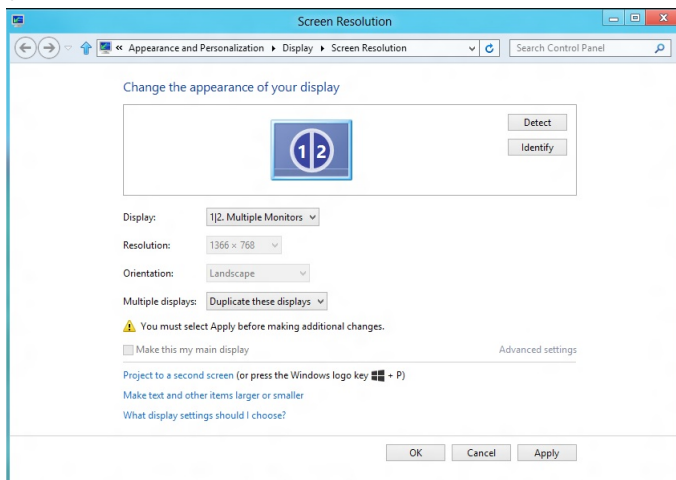 Screen Resolution
« Appearance and Personalization ▸ Display ▸ Screen Resolution
Search Control Panel
Change the appearance of your display
1|2
Detect
Identify
Display: 1|2. Multiple Monitors
Resolution: 1366 × 768
Orientation: Landscape
Multiple displays: Duplicate these displays
You must select Apply before making additional changes.
Make this my main display Advanced settings
Project to a second screen (or press the Windows logo key + P)
Make text and other items larger or smaller
What display settings should I choose?
OK Cancel Apply